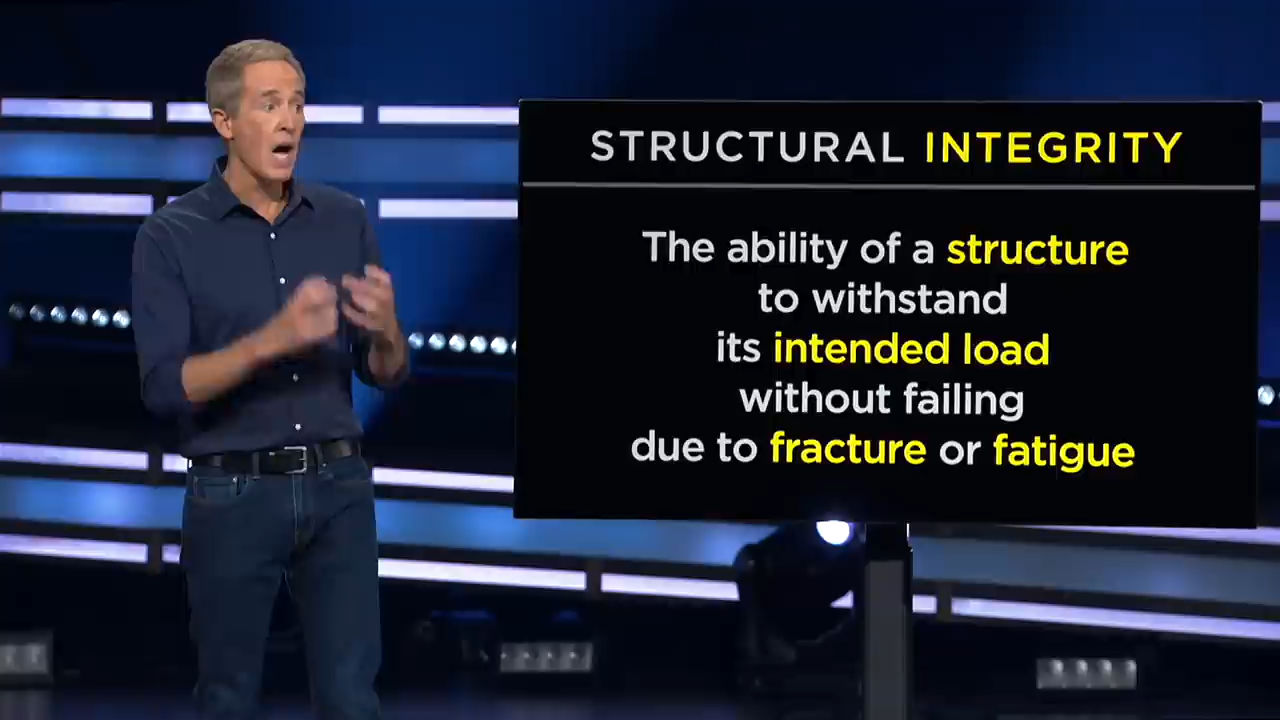 STRUCTURAL INTEGRITY
The ability of a structure
to withstand
its intended load
without failing
due to fracture or fatigue